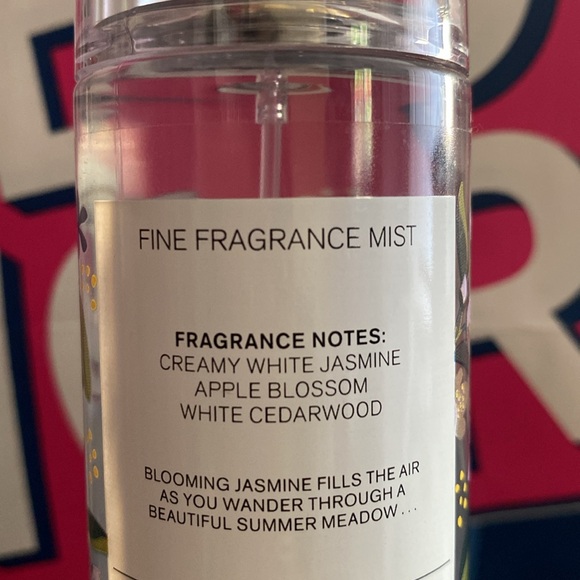 FINE FRAGRANCE MIST
FRAGRANCE NOTES:
CREAMY WHITE JASMINE
APPLE BLOSSOM
WHITE CEDARWOOD
BLOOMING JASMINE FILLS THE AIR
AS YOU WANDER THROUGH A
BEAUTIFUL SUMMER MEADOW...